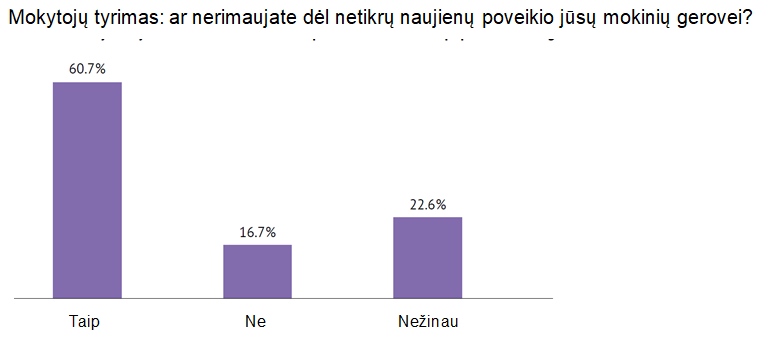 Mokytojų tyrimas: ar nerimaujate dėl netikrų naujienų poveikio jūsų mokinių gerovei?
60.7%
16.7%
22.6%
Taip
Ne
Nežinau